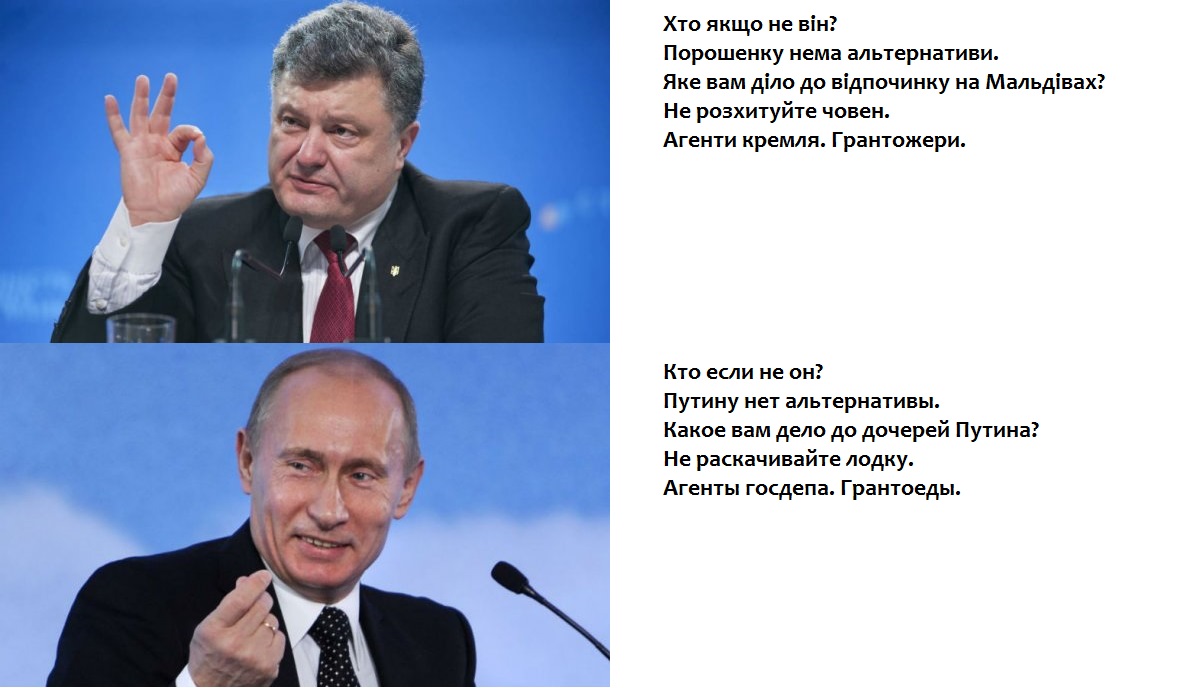 Хто якщо не він?
Порошенку нема альтернативи.
Яке вам діло до відпочинку на Мальдівах?
Не розхитуйте човен.
Агенти кремля. Грантожери.
Кто если не он?
Путину нет альтернативы.
Какое вам дело до дочерей Путина?
Не раскачивайте лодку.
Агенты госдепа. Грантоеды.